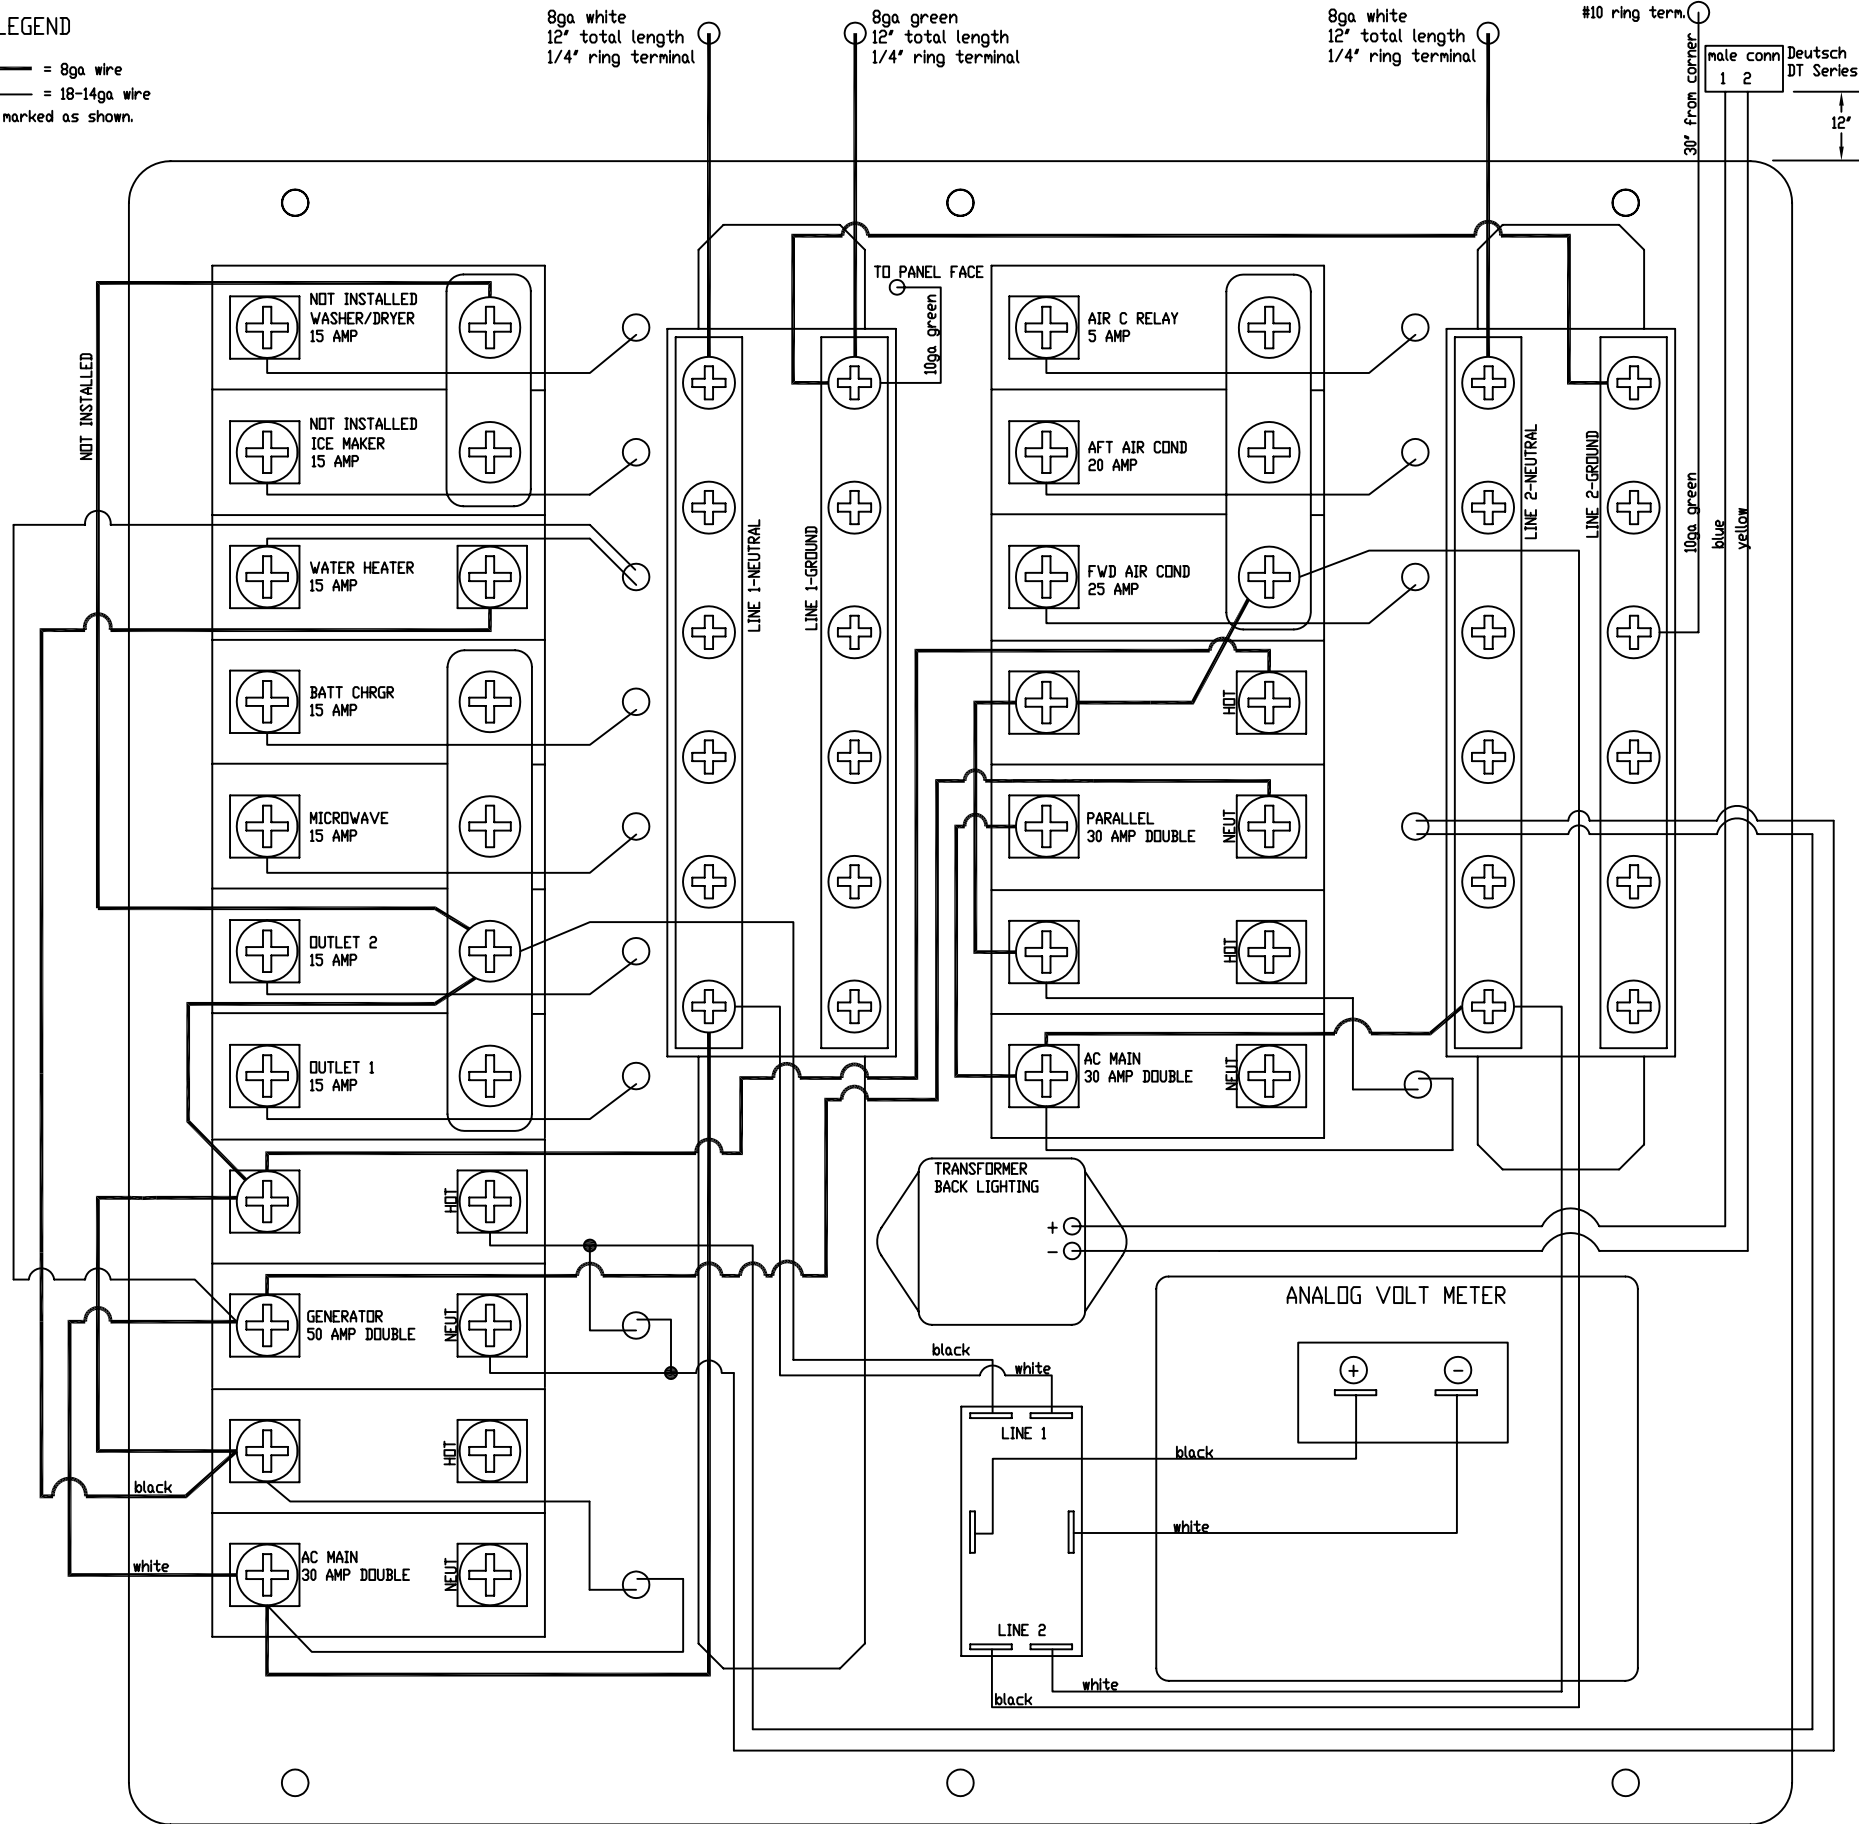 LEGEND
= 8ga wire
= 18-14ga wire
marked as shown.
8ga white
12" total length
1/4" ring terminal
8ga green
12" total length
1/4" ring terminal
8ga white
12" total length
1/4" ring terminal
#10 ring term.
30" from corner
male conn
1 2
Deutsch
DT Series
12"
NOT INSTALLED
NOT INSTALLED
WASHER/DRYER
15 AMP
NOT INSTALLED
ICE MAKER
15 AMP
WATER HEATER
15 AMP
BATT CHRGR
15 AMP
MICROWAVE
15 AMP
OUTLET 2
15 AMP
OUTLET 1
15 AMP
HOT
GENERATOR
50 AMP DOUBLE
NEUT
HOT
black
AC MAIN
30 AMP DOUBLE
NEUT
white
LINE 1-NEUTRAL
LINE 1-GROUND
TO PANEL FACE
10ga green
AIR C RELAY
5 AMP
AFT AIR COND
20 AMP
FWD AIR COND
25 AMP
HOT
PARALLEL
30 AMP DOUBLE
NEUT
HOT
AC MAIN
30 AMP DOUBLE
NEUT
LINE 2-NEUTRAL
LINE 2-GROUND
10ga green
blue
yellow
TRANSFORMER
BACK LIGHTING
+
-
ANALOG VOLT METER
+ -
black
white
LINE 1
black
white
LINE 2
white
black